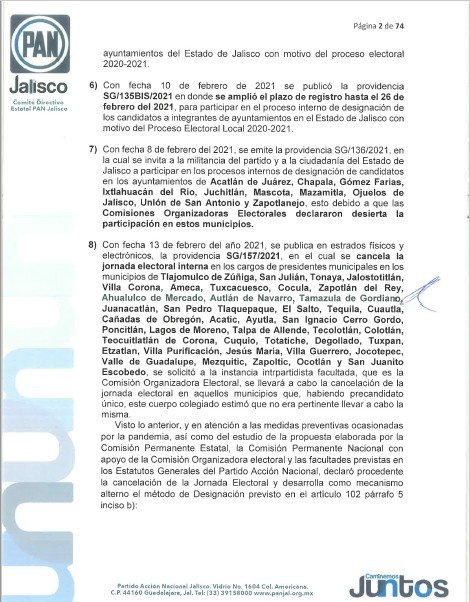 Página 2 de 74
PAN
Jalisco
Comité Directivo
Estatal PAN Jalisco
ayuntamientos del Estado de Jalisco con motivo del proceso electoral
2020-2021.
6) Con fecha 10 de febrero de 2021 se publicó la providencia
SG/135BIS/2021 en donde se amplió el plazo de registro hasta el 26 de
febrero del 2021, para participar en el proceso interno de designación de
los candidatos a integrantes de ayuntamientos en el Estado de Jalisco con
motivo del Proceso Electoral Local 2020-2021.
7) Con fecha 8 de febrero del 2021, se emite la providencia SG/136/2021, en
la cual se invita a la militancia del partido y a la ciudadanía del Estado de
Jalisco a participar en los procesos internos de designación de candidatos
en los ayuntamientos de Acatlán de Juárez, Chapala, Gómez Farias,
Ixtlahuacán del Rio, Juchitlán, Mascota, Mazamitla, Ojuelos de
Jalisco, Unión de San Antonio y Zapotlanejo, esto debido a que las
Comisiones Organizadoras Electorales declararon desierta la
participación en estos municipios.
8) Con fecha 13 de febrero del año 2021, se publica en estrados físicos y
electrónicos, la providencia SG/157/2021, en el cual se cancela la
jornada electoral interna en los cargos de presidentes municipales en los
municipios de Tlajomulco de Zúñiga, San Julián, Tonaya, Jalostotitlán,
Villa Corona, Ameca, Tuxcacuesco, Cocula, Zapotlán del Rey,
Ahualulco de Mercado, Autlán de Navarro, Tamazula de Gordiano,
Juanacatlán, San Pedro Tlaquepaque, El Salto, Tequila, Cuautla,
Cañadas de Obregón, Acatic, Ayutla, San Ignacio Cerro Gordo,
Poncitlán, Lagos de Moreno, Talpa de Allende, Tecolotlán, Colotlán,
Teocuitatlán de Corona, Cuquio, Totatiche, Degollado, Tuxpan,
Etzatlan, Villa Purificación, Jesús Maria, Villa Guerrero, Jocotepec,
Valle de Guadalupe, Mezquitic, Zapoltic, Ocotlán y San Juanito
Escobedo, se solicitó a la instancia intrpartidista facultada, que es la
Comisión Organizadora Electoral, se llevará a cabo la cancelación de la
jornada electoral en aquellos municipios que, habiendo precandidato
único, este cuerpo colegiado estimó que no era pertinente llevar a cabo la
misma.
Visto lo anterior, y en atención a las medidas preventivas ocasionadas
por la pandemia, así como del estudio de la propuesta elaborada por la
Comisión Permanente Estatal, la Comisión Permanente Nacional con
apoyo de la Comisión Organizadora electoral y las facultades previstas en
los Estatutos Generales del Partido Acción Nacional, declaró procedente
la cancelación de la Jornada Electoral y desarrolla como mecanismo
alterno el método de Designación previsto en el artículo 102 párrafo 5
inciso b):
Partido Acción Nacional Jalisco. Vidrio No. 1604 Col. Americana.
C.P. 44160 Guadalajara, Jal. Tel: (33) 39158000 www.panjal.org.mx
Caminemos
Juntos